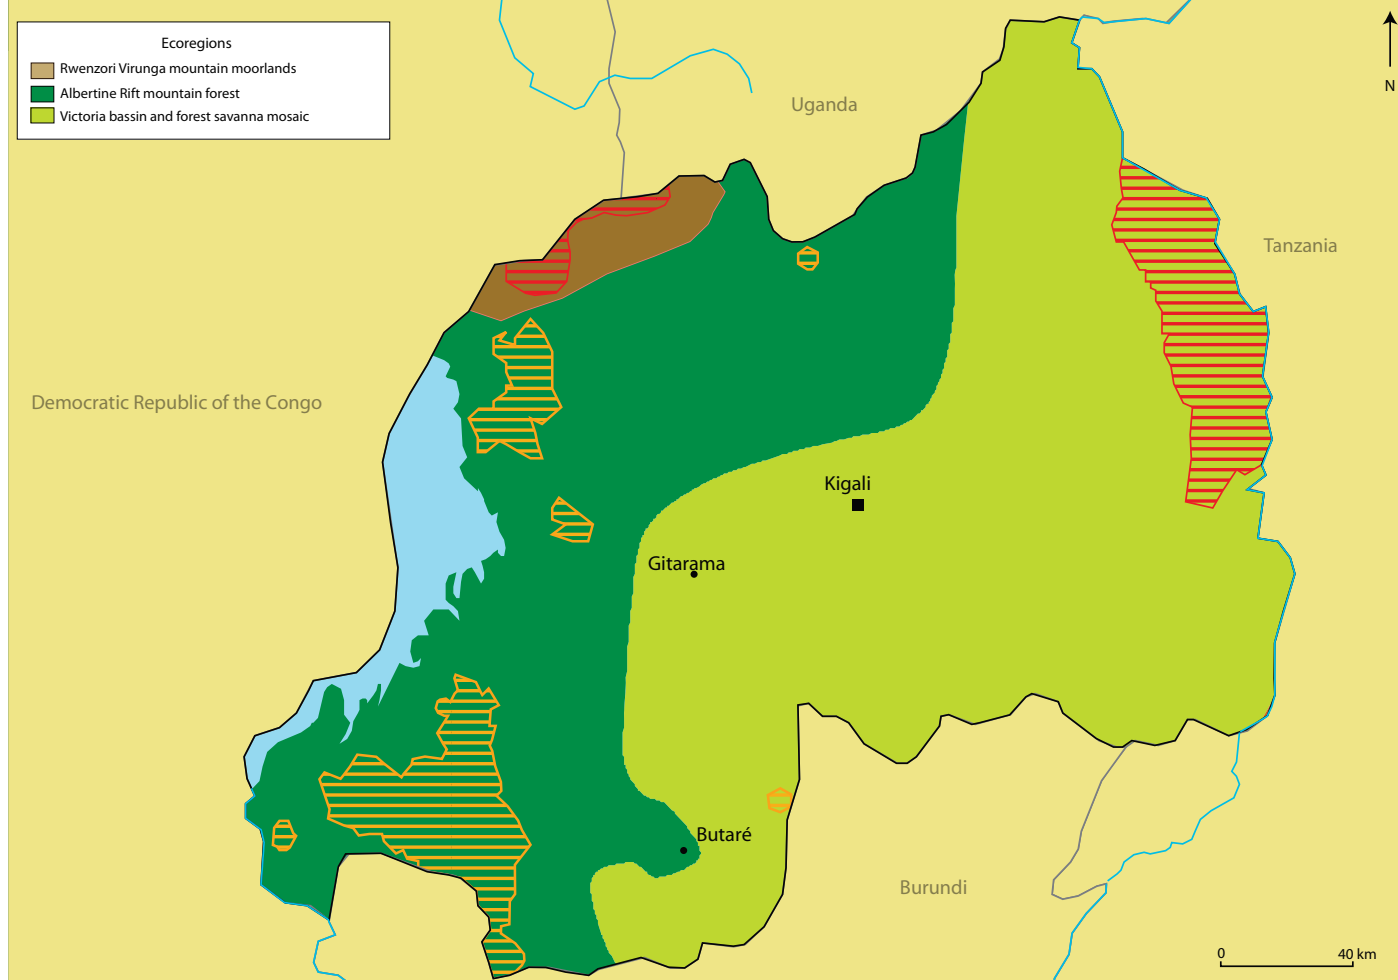 Ecoregions
Rwenzori Virunga mountain moorlands
Albertine Rift mountain forest
Victoria bassin and forest savanna mosaic
N
Uganda
Tanzania
Democratic Republic of the Congo
Kigali
Gitarama
Butaré
Burundi
0 40 km